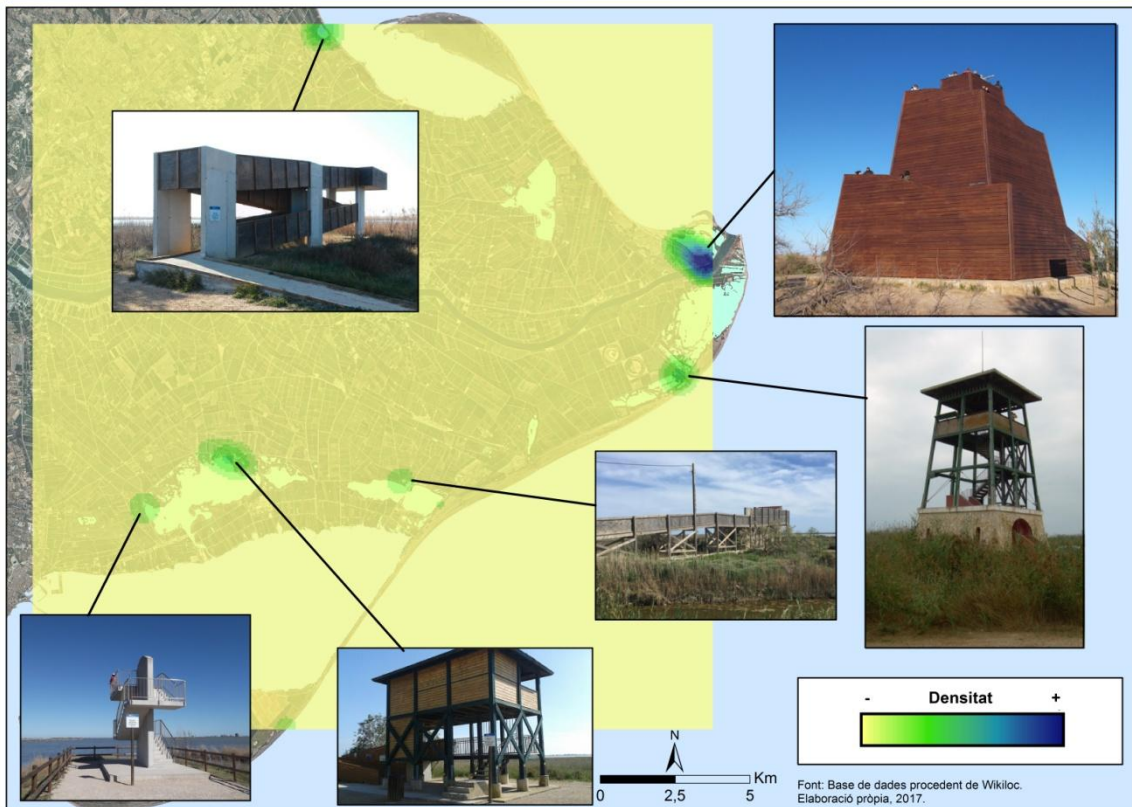 - Densitat +
N
Km
0 2,5 5
Font: Base de dades procedent de Wikiloc.
Elaboració pròpia, 2017.